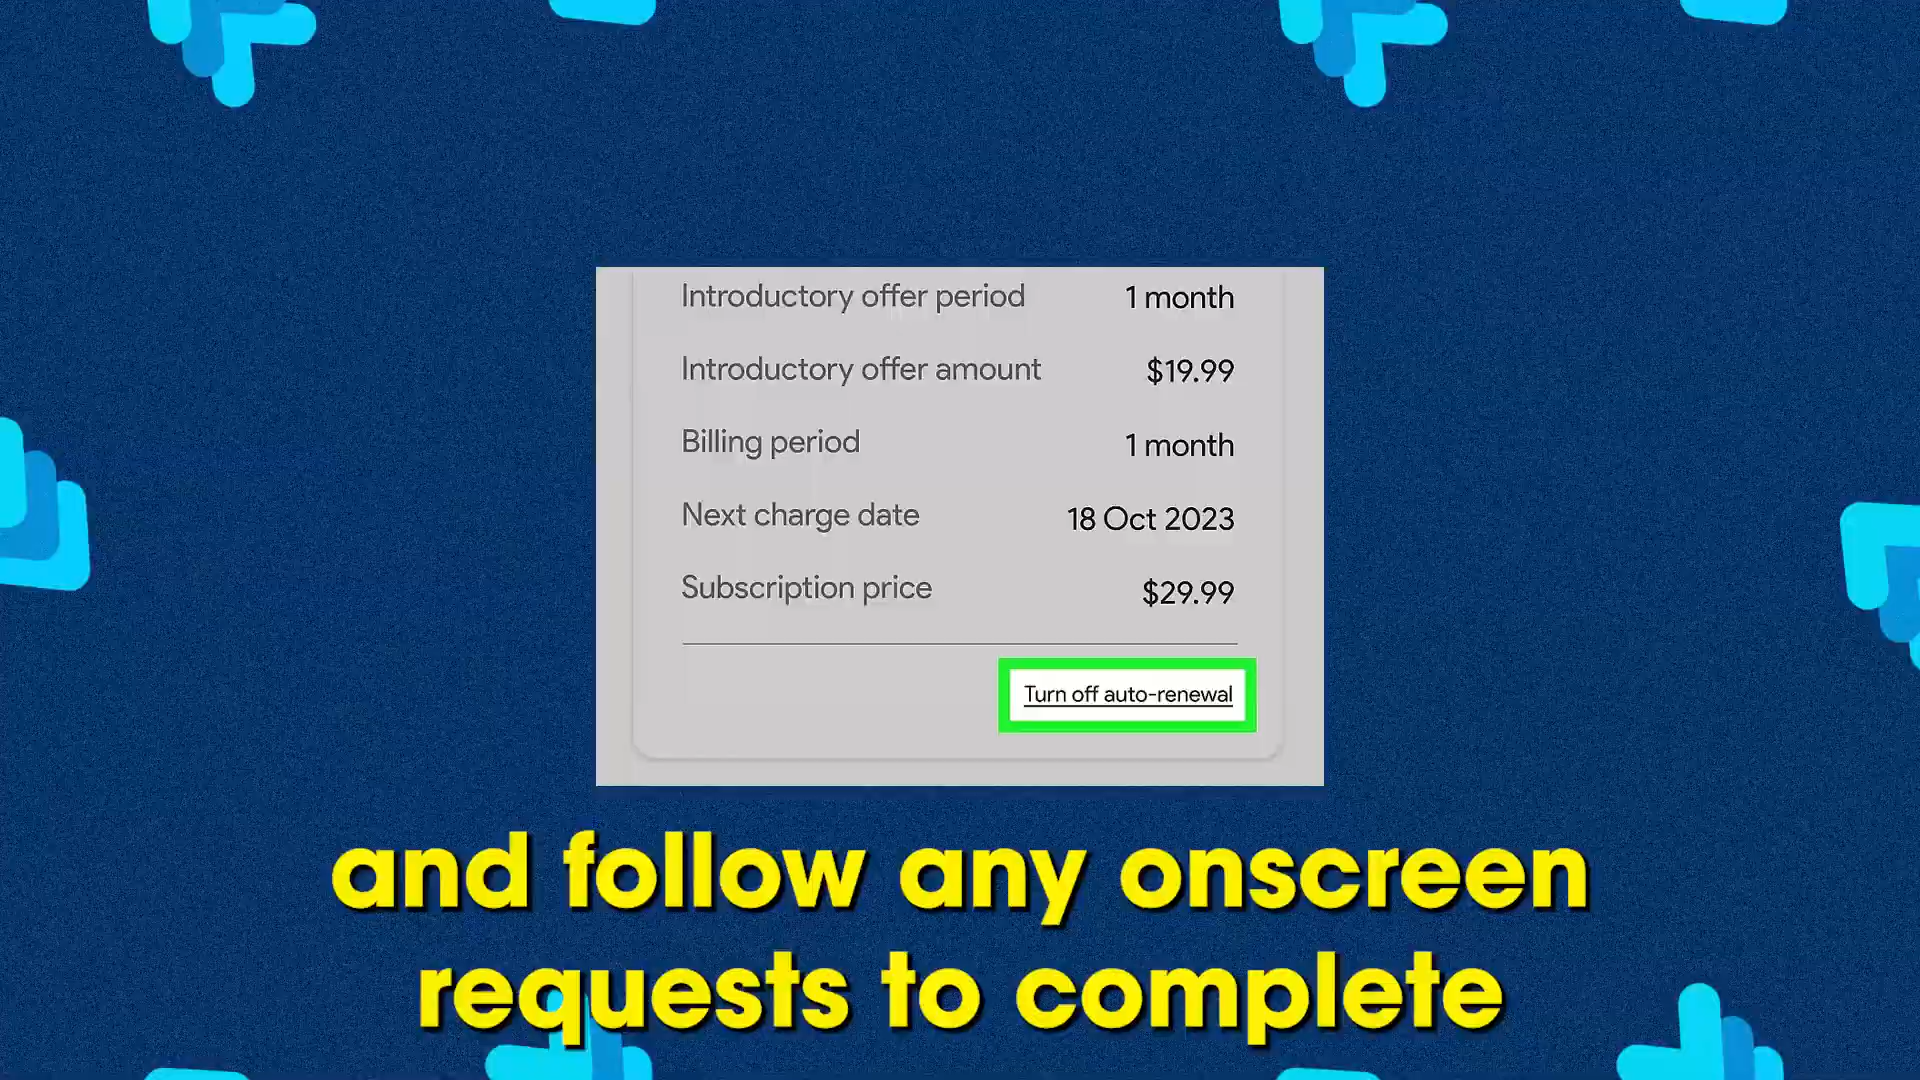 Introductory offer period 1 month
Introductory offer amount $19.99
Billing period 1 month
Next charge date 18 Oct 2023
Subscription price $29.99
Turn off auto-renewal
and follow any onscreen
requests to complete